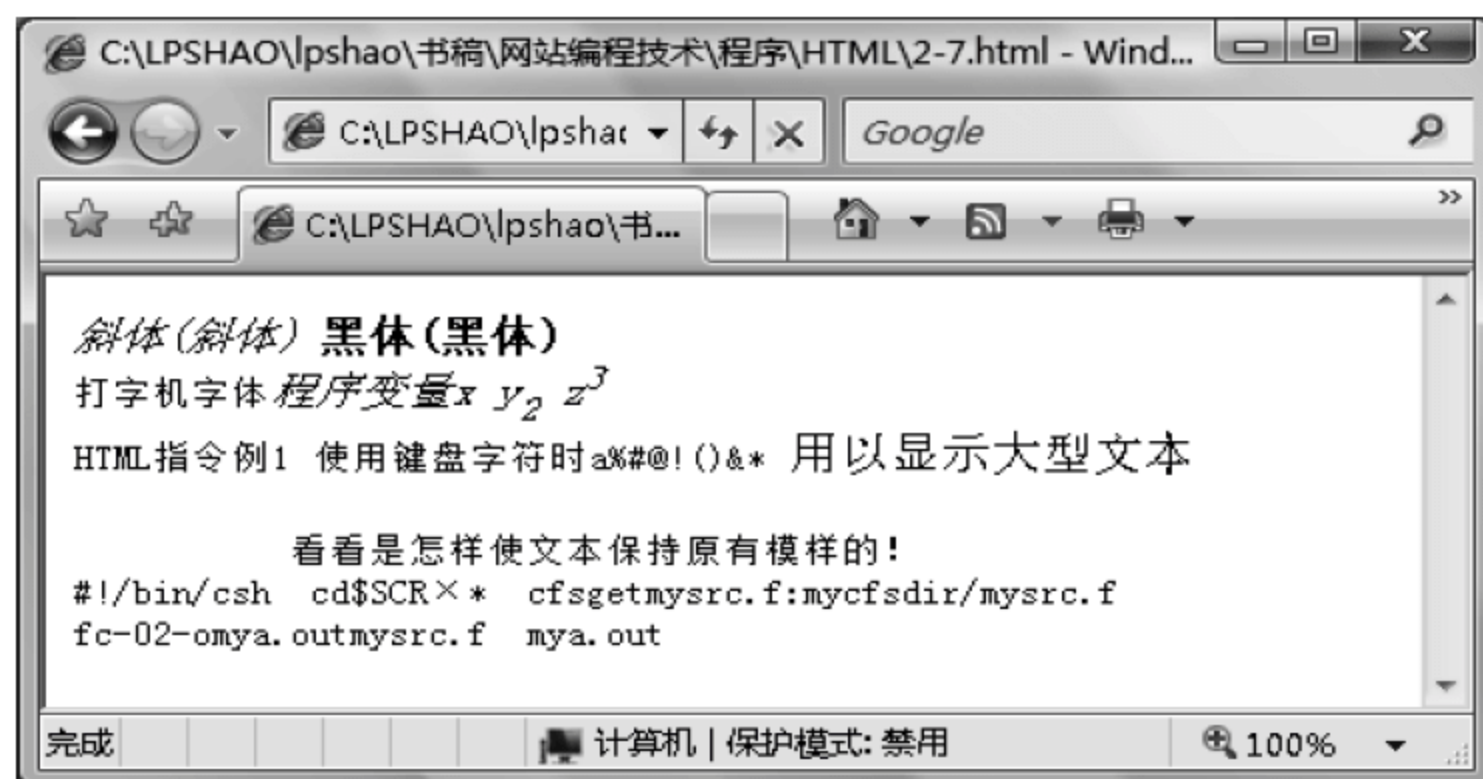 C:\LPSHAO\lpshao\书稿\网站编程技术\程序\HTML\2-7.html - Wind...
C:\LPSHAO\lpshac
Google
C:\LPSHAO\lpshao\书...
斜体(斜体) 黑体(黑体)
打字机字体程序变量x y2 z3
HTML指令例1 使用键盘字符时a%#@!()&* 用以显示大型文本
看看是怎样使文本保持原有模样的!
#!/bin/csh cd$SCR×* cfsgetmysrc.f:mycfsdir/mysrc.f
fc-02-omya.outmysrc.f mya.out
完成 计算机 | 保护模式: 禁用 100%